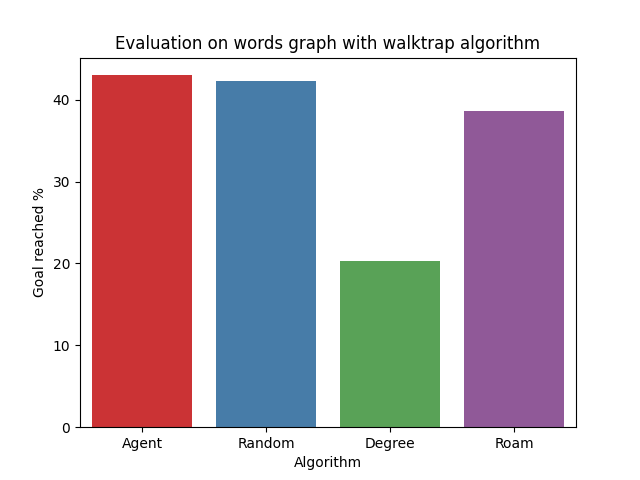 Evaluation on words graph with walktrap algorithm
Goal reached %
40
30
20
10
0
Agent Random Degree Roam
Algorithm